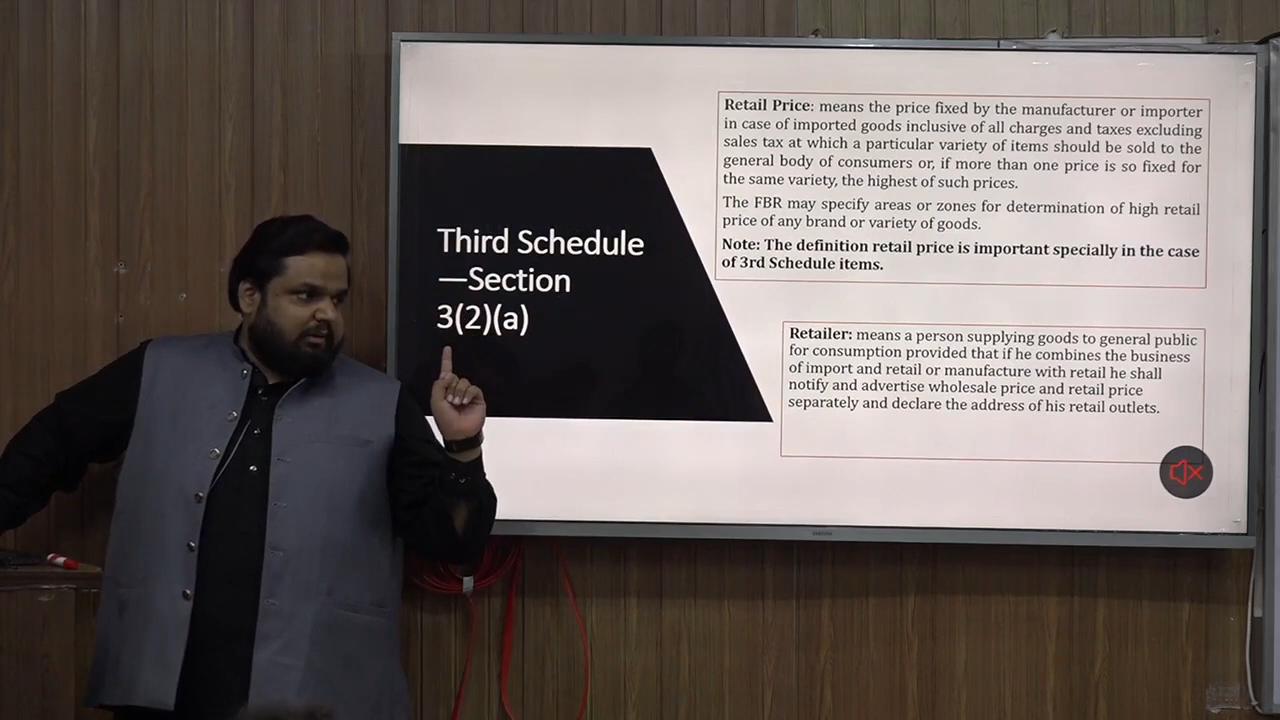 Third Schedule
—Section
3(2)(a)
Retail Price: means the price fixed by the manufacturer or importer
in case of imported goods inclusive of all charges and taxes excluding
sales tax at which a particular variety of items should be sold to the
general body of consumers or, if more than one price is so fixed for
the same variety, the highest of such prices.
The FBR may specify areas or zones for determination of high retail
price of any brand or variety of goods.
Note: The definition retail price is important specially in the case
of 3rd Schedule items.
Retailer: means a person supplying goods to general public
for consumption provided that if he combines the business
of import and retail or manufacture with retail he shall
notify and advertise wholesale price and retail price
separately and declare the address of his retail outlets.